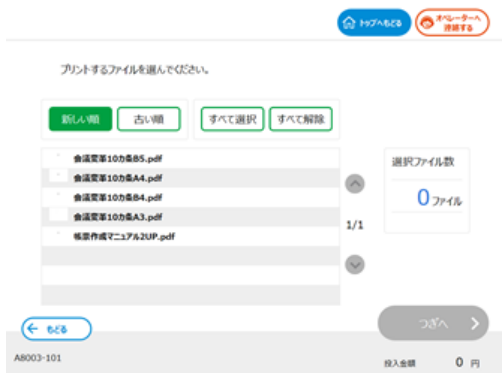 トップへもどる
オペレーターへ
連絡する
プリントするファイルを選んでください。
新しい順 古い順 すべて選択 すべて解除
会議変革10カ条B5.pdf
会議変革10カ条A4.pdf
会議変革10カ条B4.pdf
会議変革10カ条A3.pdf
帳票作成マニュアル2UP.pdf
選択ファイル数
0ファイル
1/1
もどる
つぎへ
A8003-101
投入金額 0 円